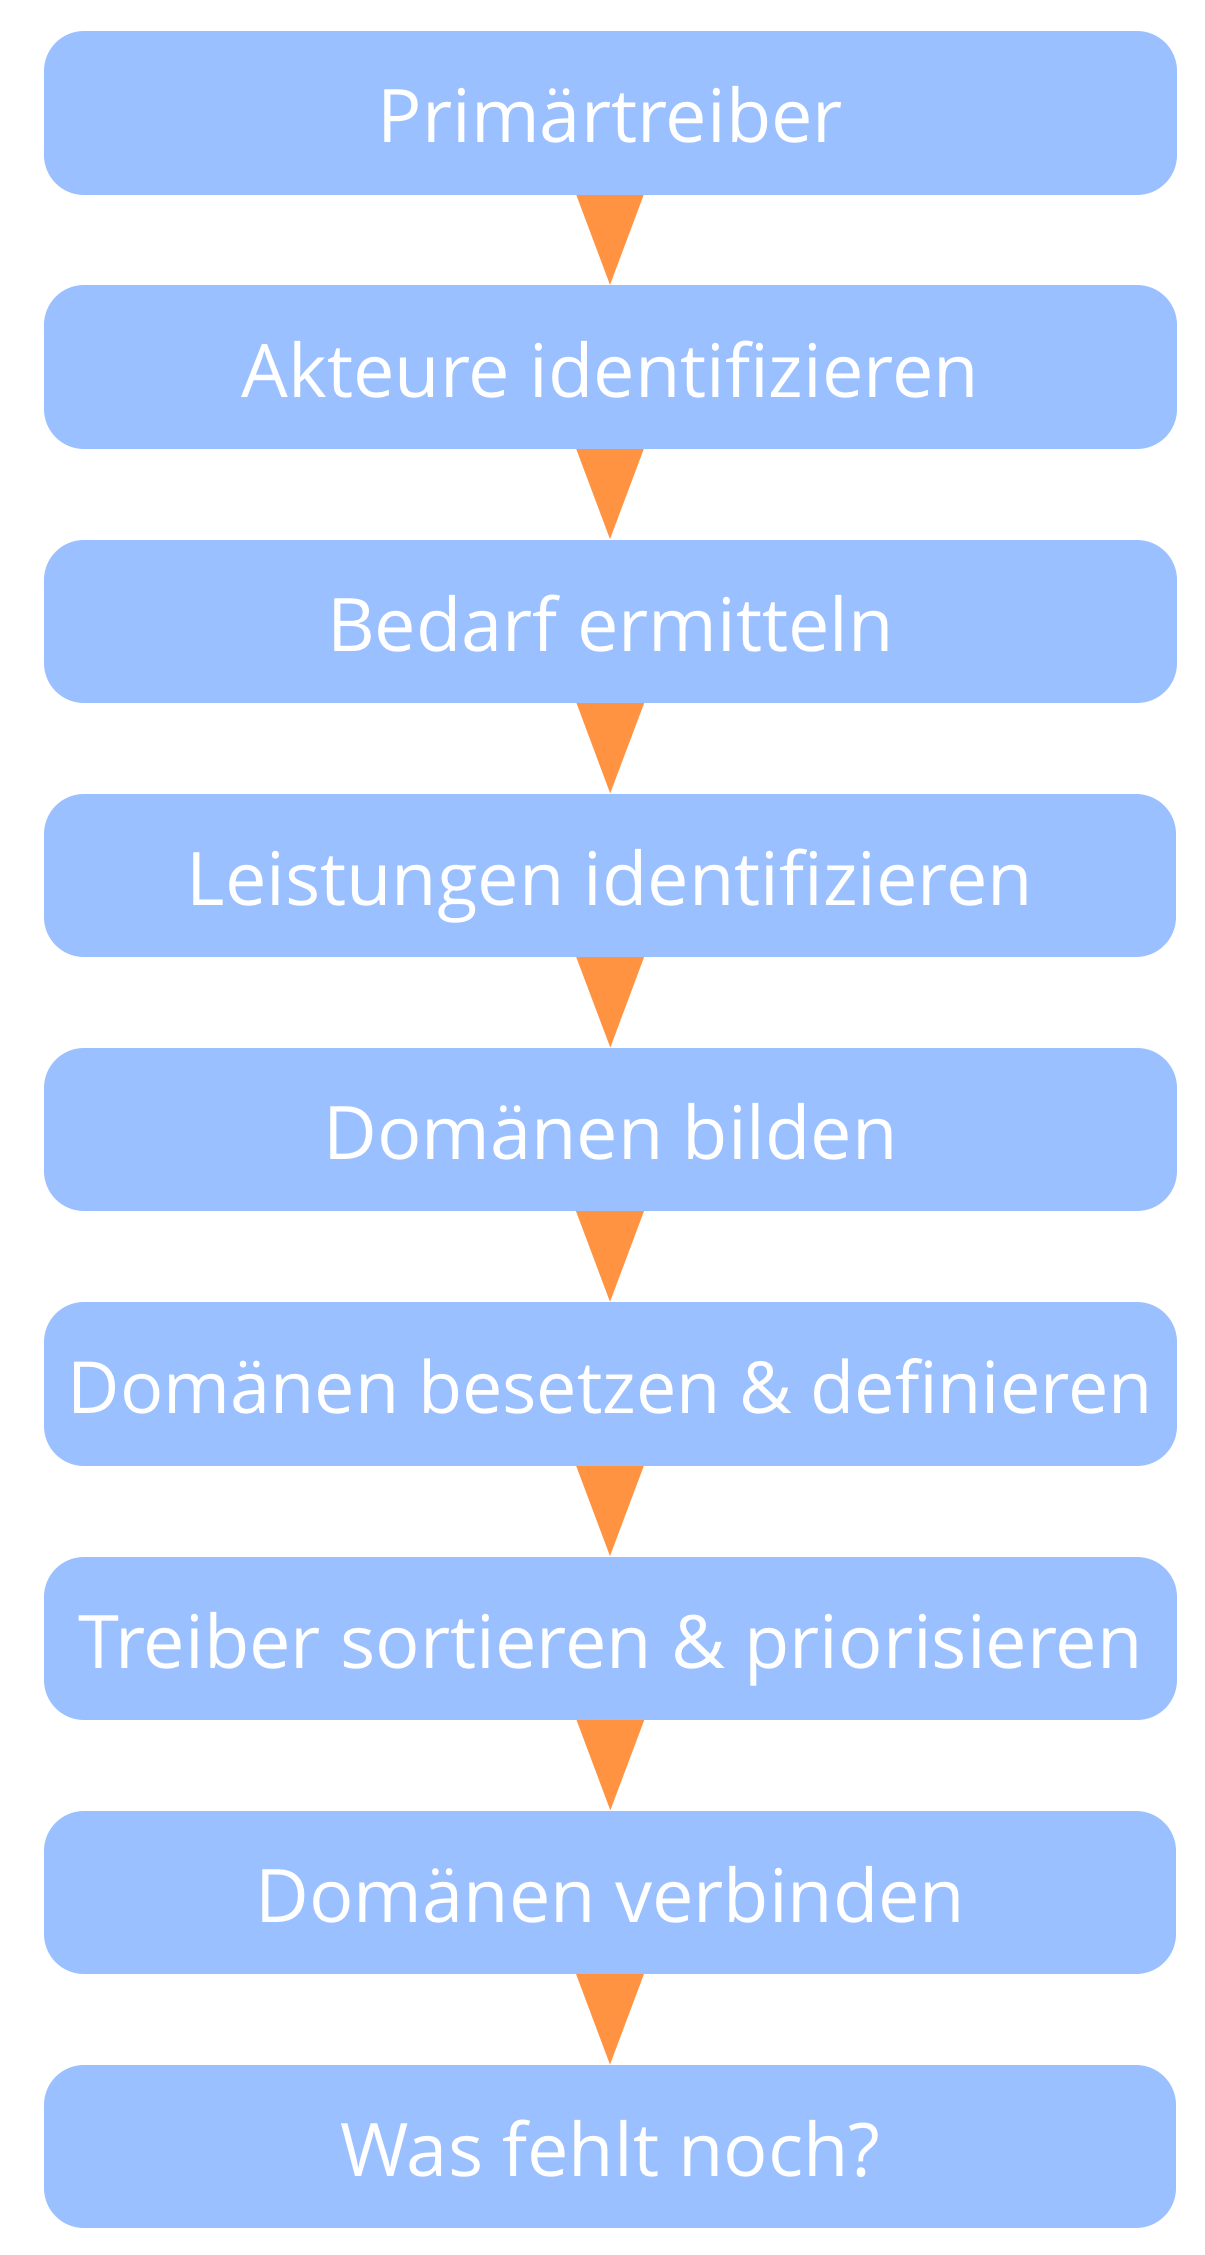 Primärtreiber
Akteure identifizieren
Bedarf ermitteln
Leistungen identifizieren
Domänen bilden
Domänen besetzen & definieren
Treiber sortieren & priorisieren
Domänen verbinden
Was fehlt noch?